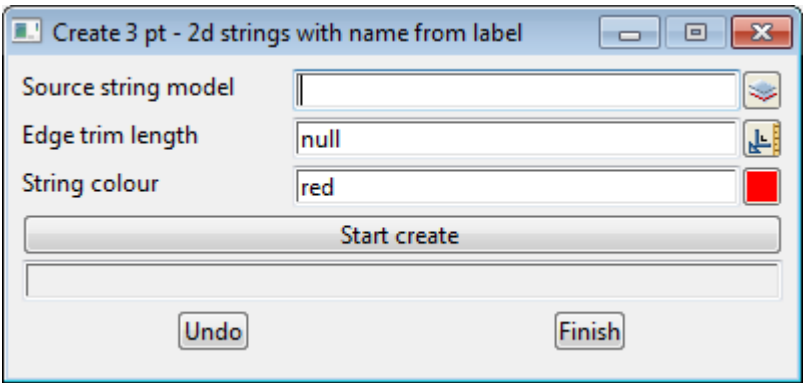 Create 3 pt - 2d strings with name from label
Source string model
Edge trim length null
String colour red
Start create
Undo Finish